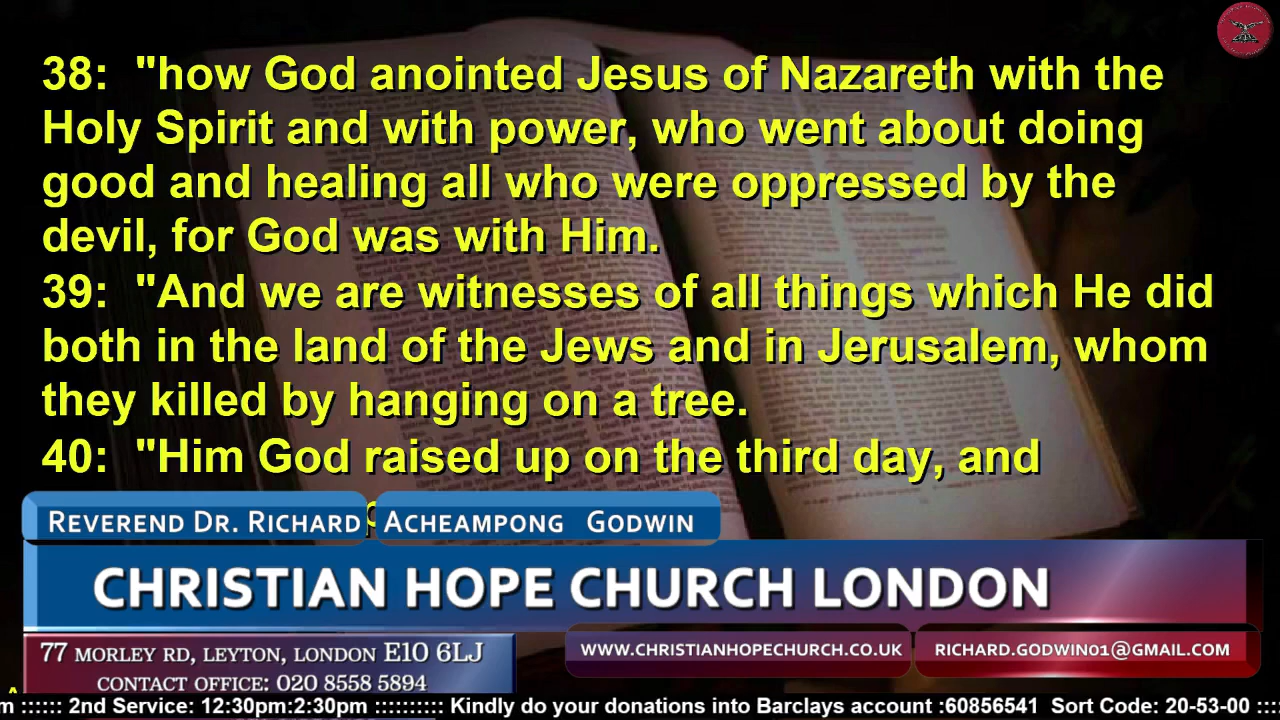 38: "how God anointed Jesus of Nazareth with the
Holy Spirit and with power, who went about doing
good and healing all who were oppressed by the
devil, for God was with Him.
39: "And we are witnesses of all things which He did
both in the land of the Jews and in Jerusalem, whom
they killed by hanging on a tree.
40: "Him God raised up on the third day, and
REVEREND DR. RICHARD ACHEAMPONG GODWIN
CHRISTIAN HOPE CHURCH LONDON
77 MORLEY RD, LEYTON, LONDON E10 6LJ
CONTACT OFFICE: 020 8558 5894
WWW.CHRISTIANHOPECHURCH.CO.UK
RICHARD.GODWIN01@GMAIL.COM
m :::::: 2nd Service: 12:30pm:2:30pm :::::::::: Kindly do your donations into Barclays account :60856541 Sort Code: 20-53-00 ::::